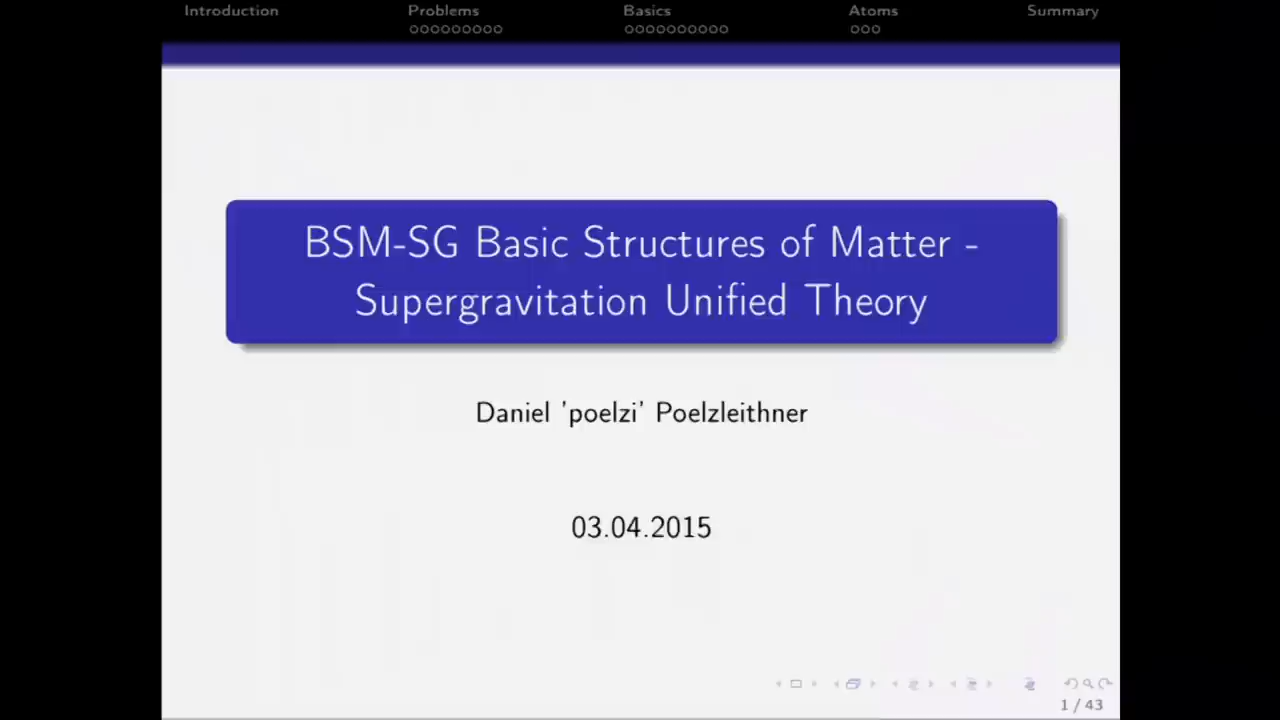 Introduction Problems Basics Atoms Summary
BSM-SG Basic Structures of Matter -
Supergravitation Unified Theory
Daniel 'poelzi' Poelzleithner
03.04.2015
1 / 43